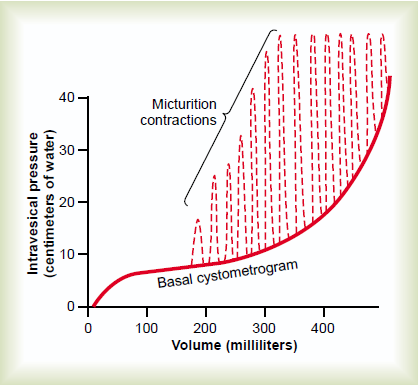 Intravesical pressure
(centimeters of water)
40
30
20
10
0
Micturition
contractions
Basal cystometrogram
0 100 200 300 400
Volume (milliliters)